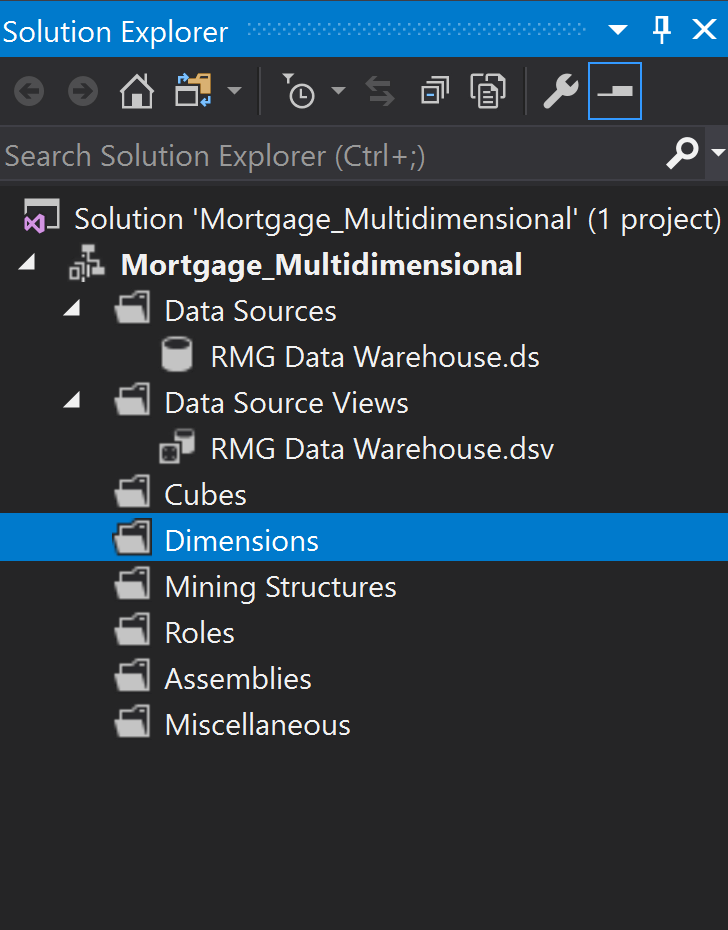 Solution Explorer
Search Solution Explorer (Ctrl+;)
Solution 'Mortgage_Multidimensional' (1 project)
Mortgage_Multidimensional
Data Sources
RMG Data Warehouse.ds
Data Source Views
RMG Data Warehouse.dsv
Cubes
Dimensions
Mining Structures
Roles
Assemblies
Miscellaneous